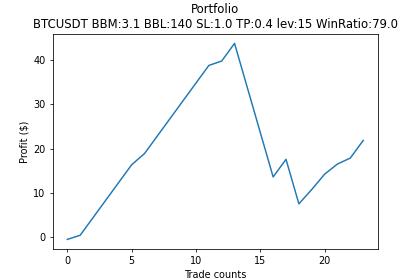 Portfolio
BTCUSDT BBM:3.1 BBL:140 SL:1.0 TP:0.4 lev:15 WinRatio:79.0
40
30
20
10
0
Profit ($)
0 5 10 15 20
Trade counts